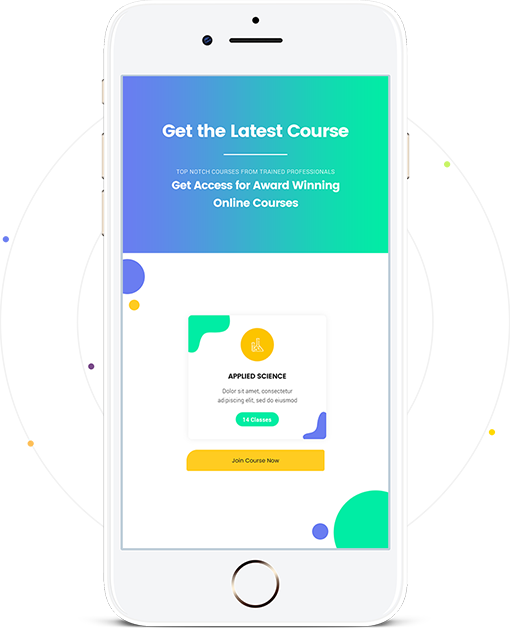 Get the Latest Course
TOP NOTCH COURSES FROM TRAINED PROFESSIONALS
Get Access for Award Winning
Online Courses
APPLIED SCIENCE
Dolor sit amet, consectetur
adipiscing elit, sed do eiusmod
14 Classes
Join Course Now